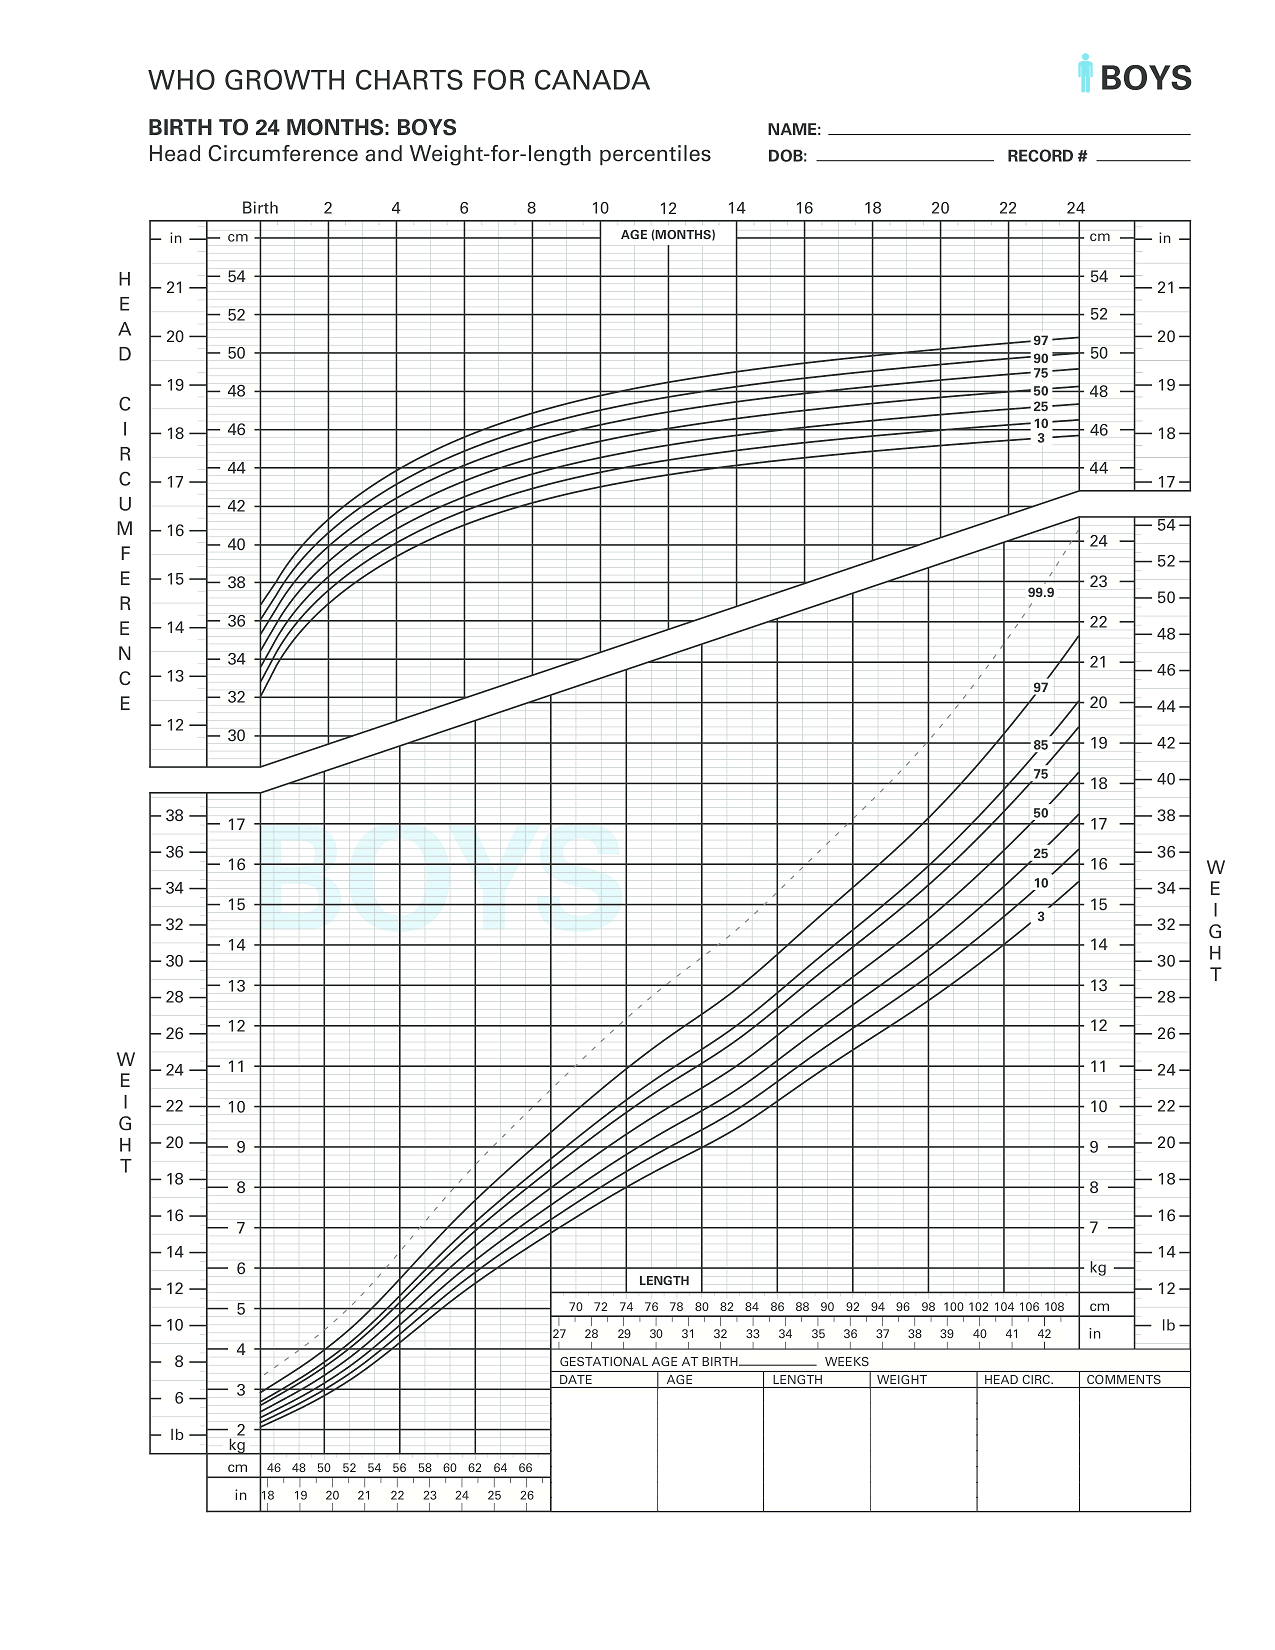 WHO GROWTH CHARTS FOR CANADA
BOYS
BIRTH TO 24 MONTHS: BOYS
NAME:
Head Circumference and Weight-for-length percentiles
DOB: RECORD #
Birth 2 4 6 8 10 12 14 16 18 20 22 24
AGE (MONTHS)
in cm cm in
HEAD CIRCUMFERENCE
21 20 19 18 17 16 15 14 13 12
54 52 50 48 46 44 42 40 38 36 34 32 30
97
90
75
50
25
10
3
54 52 50 48 46 44
21 20 19 18 17
BOYS
WEIGHT
38 36 34 32 30 28 26 24 22 20 18 16 14 12 10 8 6 lb
17 16 15 14 13 12 11 10 9 8 7 6 5 4 3 2 kg
99.9
97
85
75
50
25
10
3
24 23 22 21 20 19 18 17 16 15 14 13 12 11 10 9 8 7 kg
54 52 50 48 46 44 42 40 38 36 34 32 30 28 26 24 22 20 18 16 14 12 lb
WEIGHT
LENGTH
70 72 74 76 78 80 82 84 86 88 90 92 94 96 98 100 102 104 106 108 cm
27 28 29 30 31 32 33 34 35 36 37 38 39 40 41 42 in
GESTATIONAL AGE AT BIRTH WEEKS
DATE AGE LENGTH WEIGHT HEAD CIRC. COMMENTS
cm 46 48 50 52 54 56 58 60 62 64 66
in 18 19 20 21 22 23 24 25 26